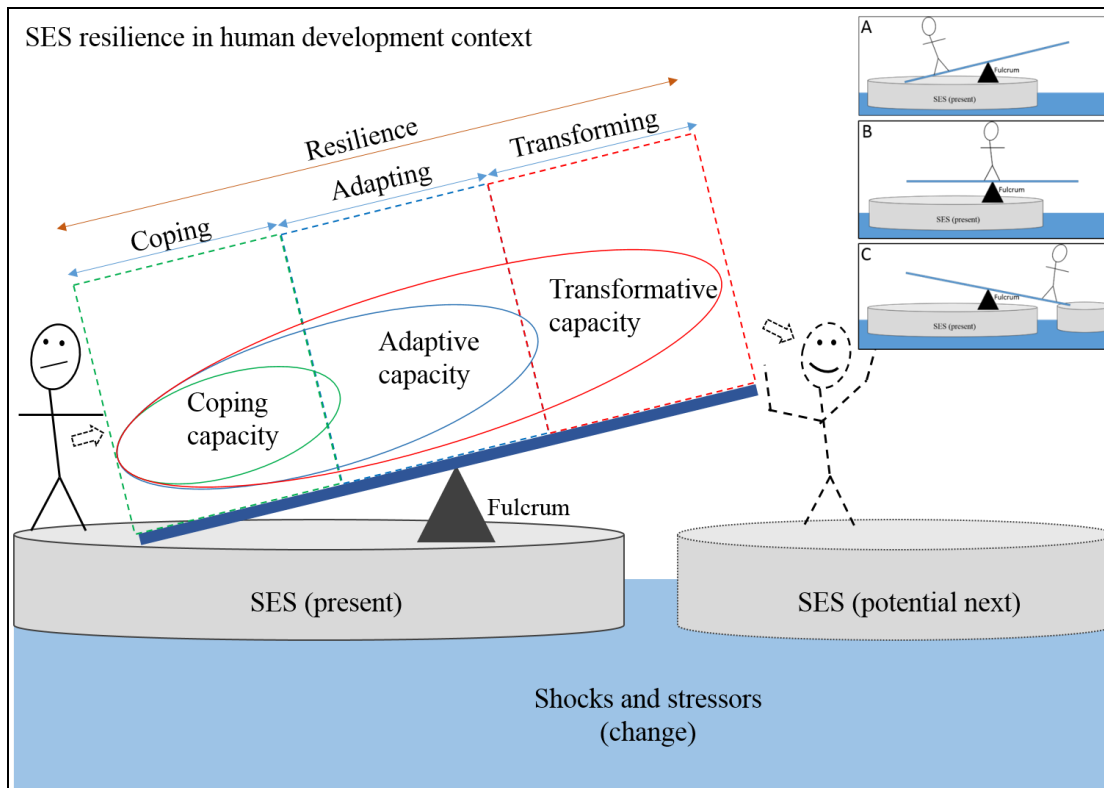 SES resilience in human development context
Resilience
Coping
Adapting
Transforming
Coping
capacity
Adaptive
capacity
Transformative
capacity
Fulcrum
SES (present)
SES (potential next)
Shocks and stressors
(change)
A
Fulcrum
SES (present)
B
Fulcrum
SES (present)
C
Fulcrum
SES (present)